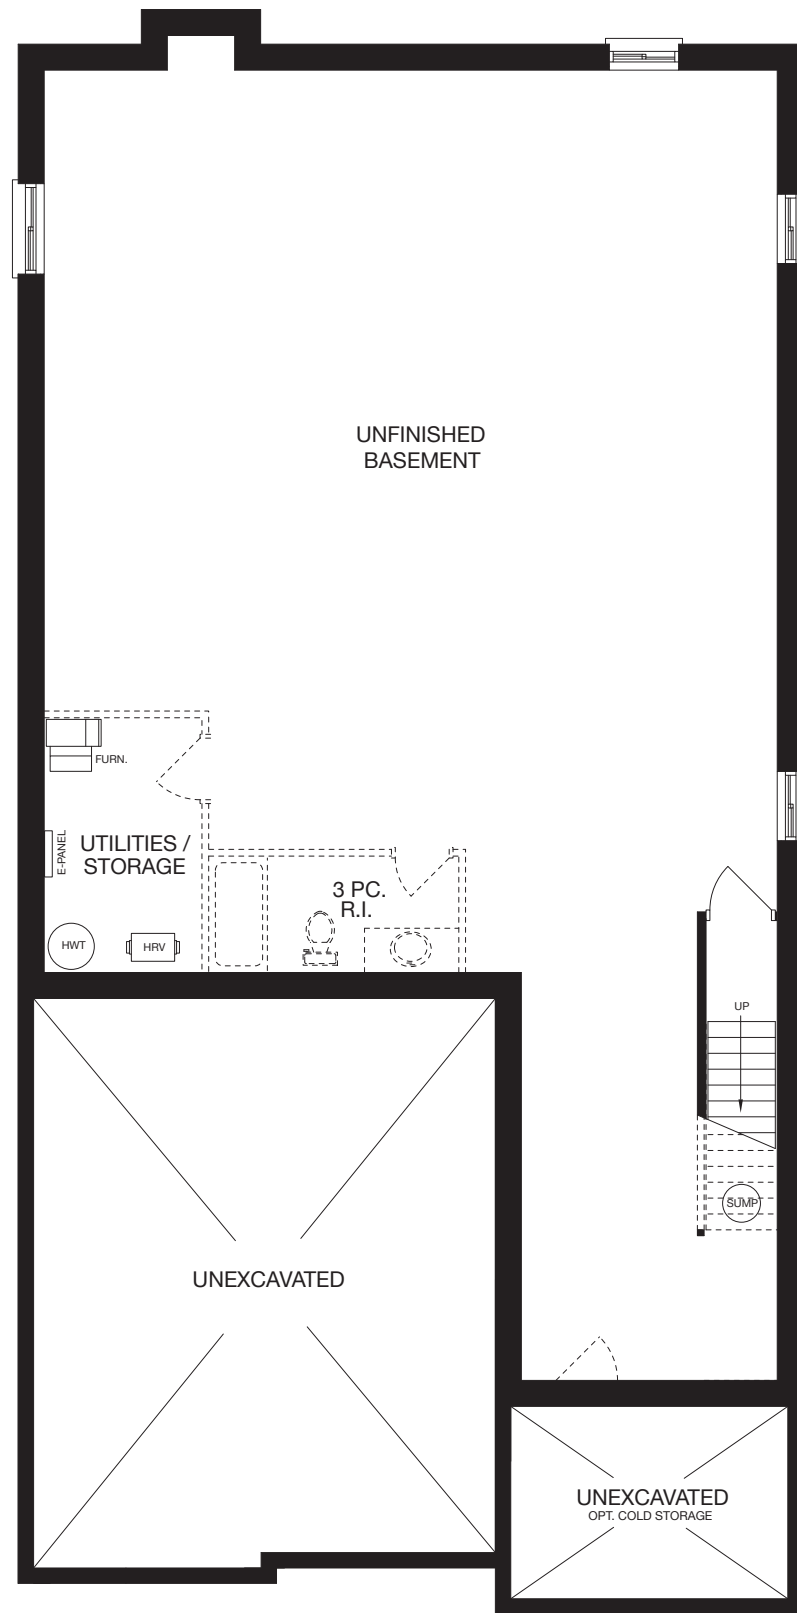 UNFINISHED
BASEMENT
FURN.
E-PANEL
UTILITIES /
STORAGE
3 PC.
R.I.
HWT
HRV
UP
SUMP
UNEXCAVATED
UNEXCAVATED
OPT. COLD STORAGE